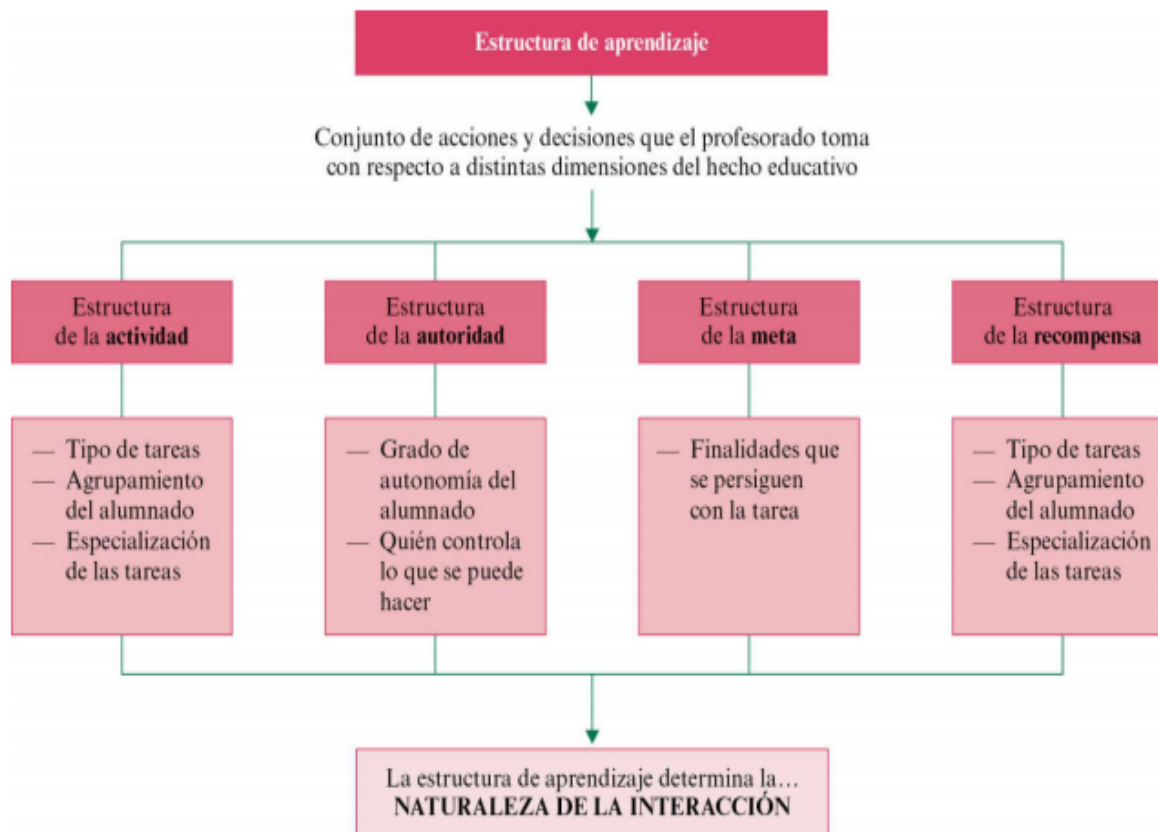 Estructura de aprendizaje
Conjunto de acciones y decisiones que el profesorado toma
con respecto a distintas dimensiones del hecho educativo
Estructura
de la actividad
Estructura
de la autoridad
Estructura
de la meta
Estructura
de la recompensa
— Tipo de tareas
— Agrupamiento
del alumnado
— Especialización
de las tareas
— Grado de
autonomía del
alumnado
— Quién controla
lo que se puede
hacer
— Finalidades que
se persiguen
con la tarea
— Tipo de tareas
— Agrupamiento
del alumnado
— Especialización
de las tareas
La estructura de aprendizaje determina la...
NATURALEZA DE LA INTERACCIÓN